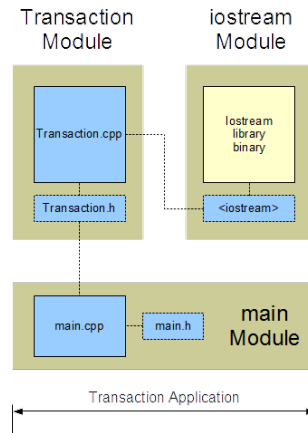 Transaction
Module
iostream
Module
Transaction.cpp
Iostream
library
binary
Transaction.h
<iostream>
main.cpp
main.h
main
Module
Transaction Application